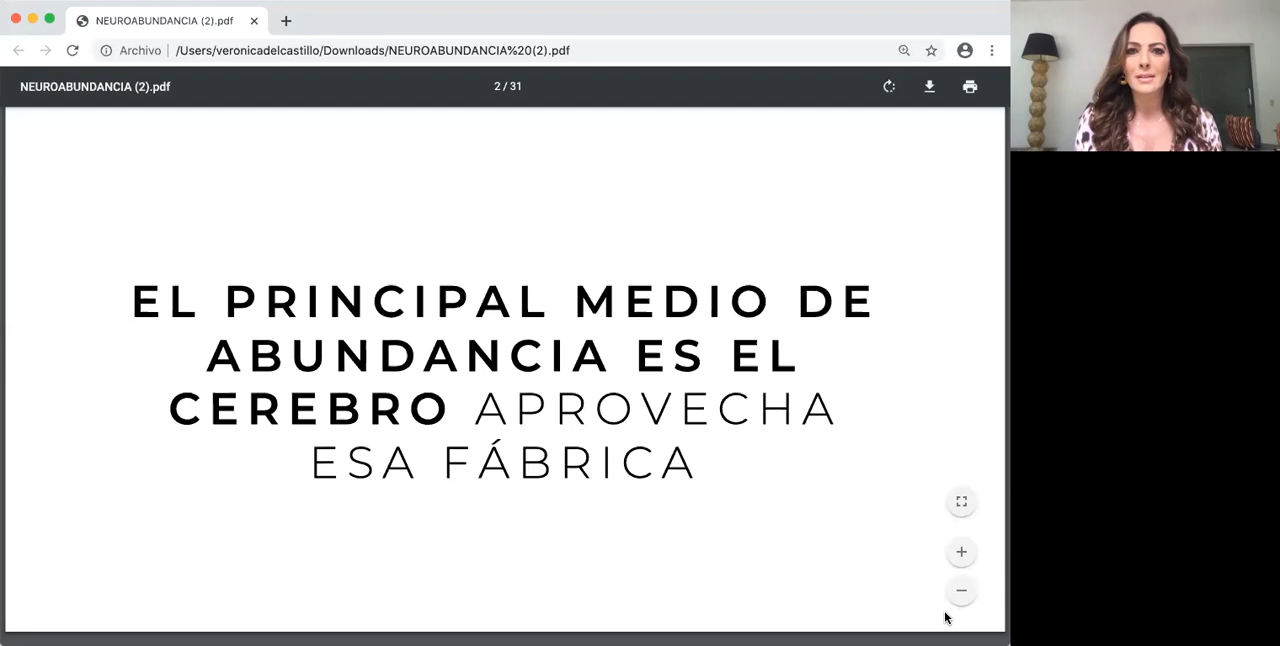 NEUROABUNDANCIA (2).pdf
Archivo
/Users/veronicadelcastillo/Downloads/NEUROABUNDANCIA%20(2).pdf
NEUROABUNDANCIA (2).pdf
2 / 31
EL PRINCIPAL MEDIO DE
ABUNDANCIA ES EL
CEREBRO APROVECHA
ESA FÁBRICA